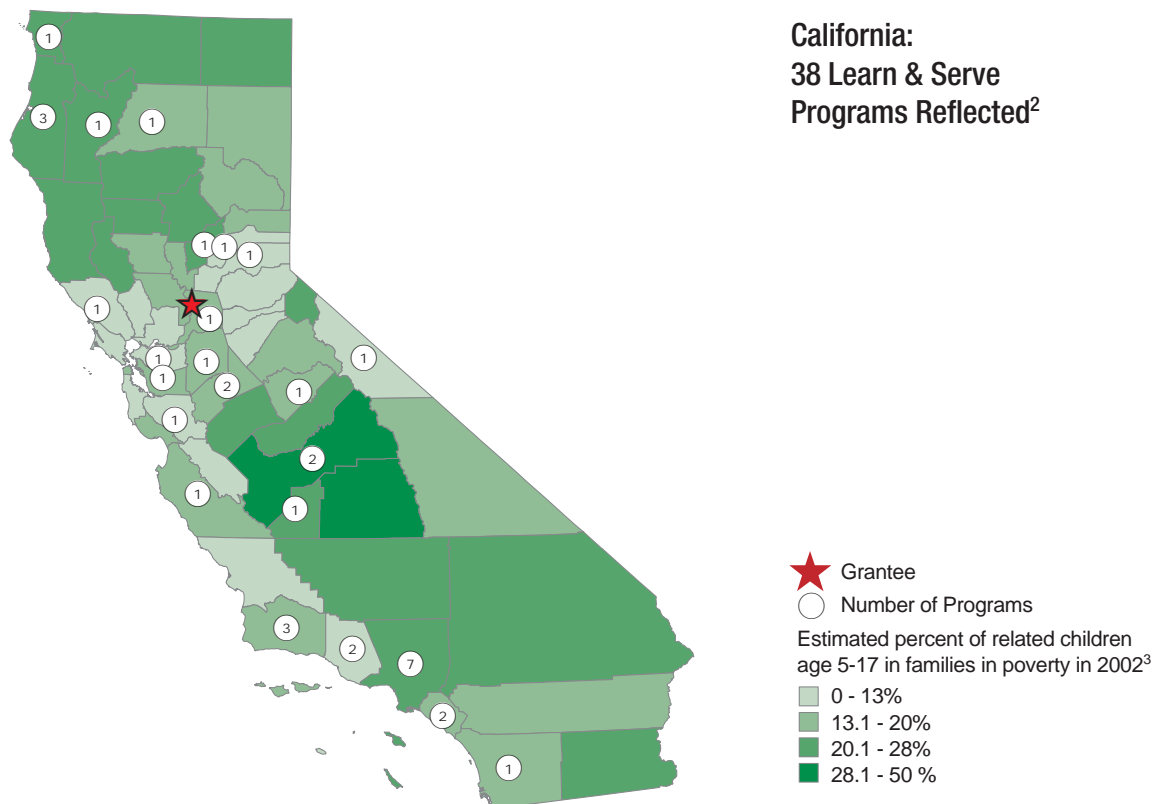 California:
38 Learn & Serve
Programs Reflected2
1
3
1
1
1
1
1
1
1
1
1
1
2
1
1
1
2
1
1
3
2
7
2
1
Grantee
Number of Programs
Estimated percent of related children
age 5-17 in families in poverty in 20023
0 - 13%
13.1 - 20%
20.1 - 28%
28.1 - 50 %